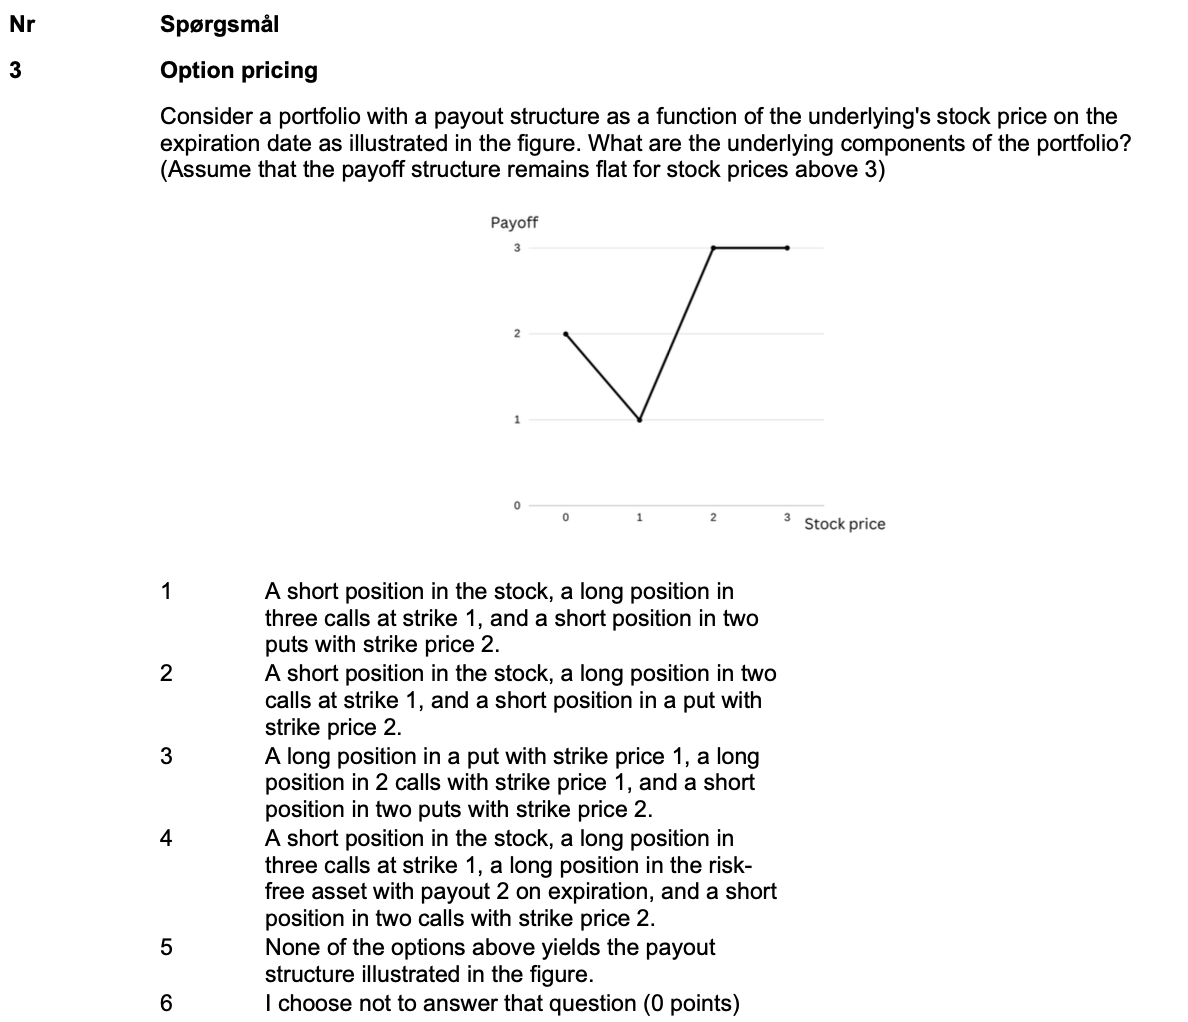 Nr Spørgsmål
3 Option pricing
Consider a portfolio with a payout structure as a function of the underlying's stock price on the
expiration date as illustrated in the figure. What are the underlying components of the portfolio?
(Assume that the payoff structure remains flat for stock prices above 3)
Payoff
3
2
1
0
0 1 2 3 Stock price
1 A short position in the stock, a long position in
three calls at strike 1, and a short position in two
puts with strike price 2.
2 A short position in the stock, a long position in two
calls at strike 1, and a short position in a put with
strike price 2.
3 A long position in a put with strike price 1, a long
position in 2 calls with strike price 1, and a short
position in two puts with strike price 2.
4 A short position in the stock, a long position in
three calls at strike 1, a long position in the risk-
free asset with payout 2 on expiration, and a short
position in two calls with strike price 2.
5 None of the options above yields the payout
structure illustrated in the figure.
6 I choose not to answer that question (0 points)